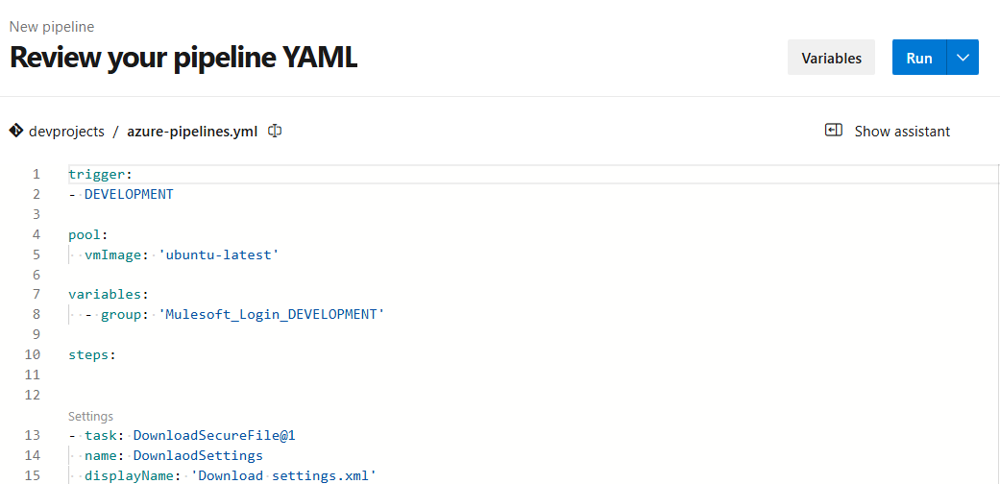 New pipeline
Review your pipeline YAML
Variables
Run
devprojects / azure-pipelines.yml
Show assistant
1 trigger:
2 - DEVELOPMENT
3
4 pool:
5   vmImage: 'ubuntu-latest'
6
7 variables:
8   - group: 'Mulesoft_Login_DEVELOPMENT'
9
10 steps:
11
12
Settings
13 - task: DownloadSecureFile@1
14   name: DownlaodSettings
15   displayName: 'Download settings.xml'